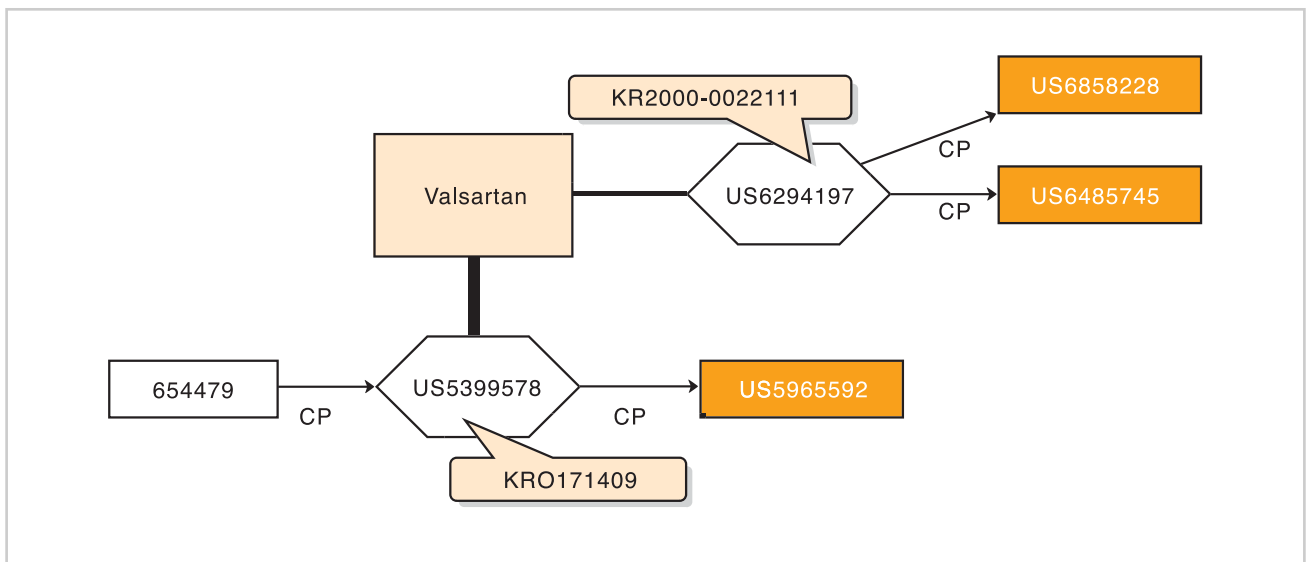 KR2000-0022111
US6858228
CP
Valsartan
US6294197
US6485745
CP
654479
CP
US5399578
CP
US5965592
KRO171409